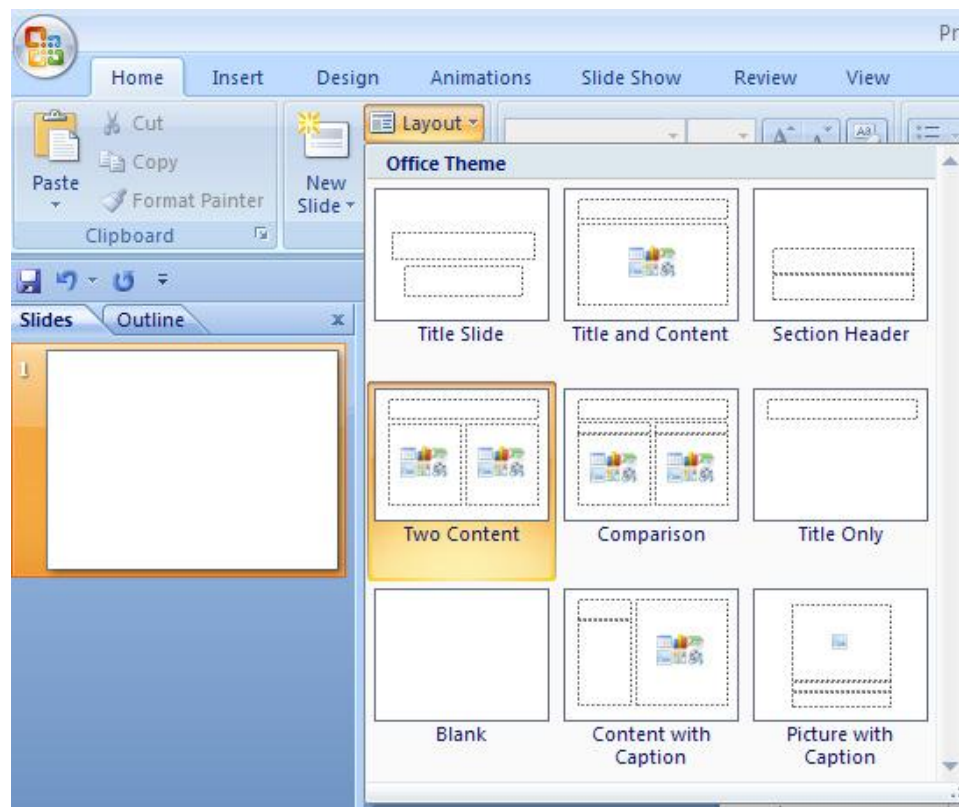 Pr
Home Insert Design Animations Slide Show Review View
Cut
Layout
Copy
Format Painter
Paste
New
Slide
Clipboard
Office Theme
Title Slide Title and Content Section Header
Slides Outline
1
Two Content Comparison Title Only
Blank Content with
Caption Picture with
Caption